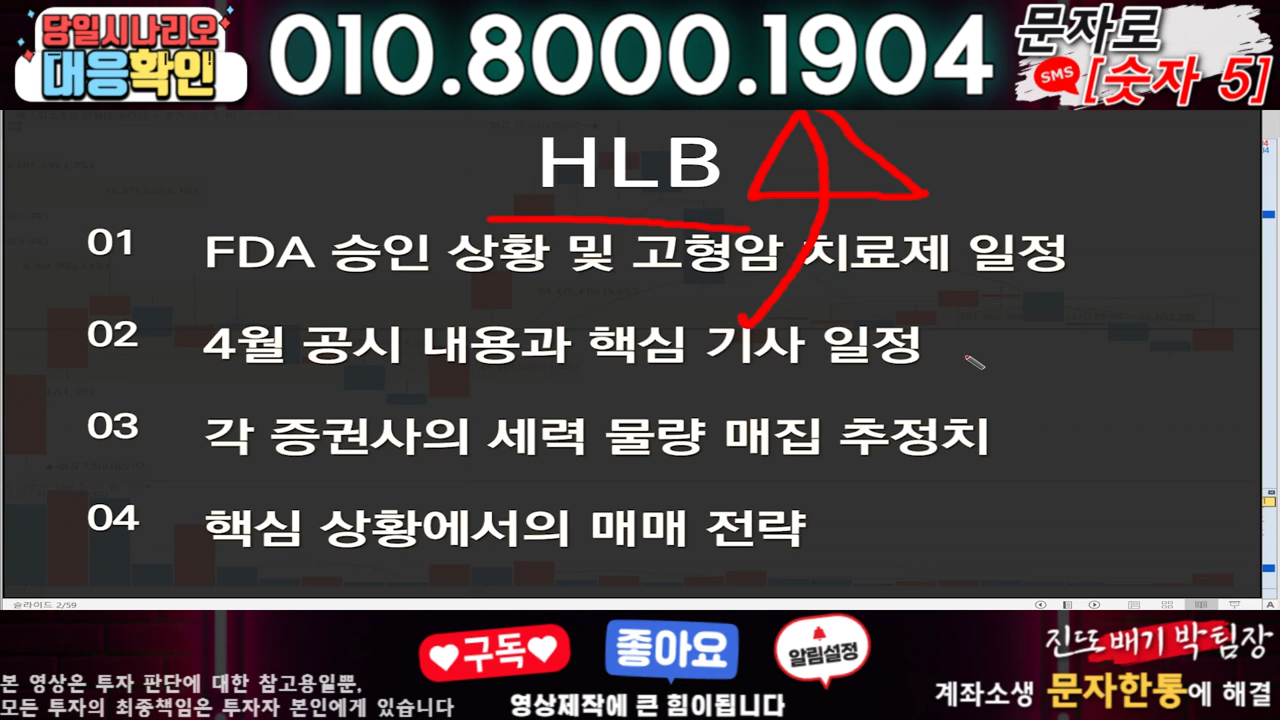 당일시나리오
대응확인
010.8000.1904
문자로
SMS [숫자 5]
HLB
01 FDA 승인 상황 및 고형암 치료제 일정
02 4월 공시 내용과 핵심 기사 일정
03 각 증권사의 세력 물량 매집 추정치
04 핵심 상황에서의 매매 전략
슬라이드 2/59
구독
좋아요
알림설정
영상제작에 큰 힘이됩니다
본 영상은 투자 판단에 대한 참고용일뿐,
모든 투자의 최종책임은 투자자 본인에게 있습니다
진또배기 박팀장
계좌소생 문자한통에 해결